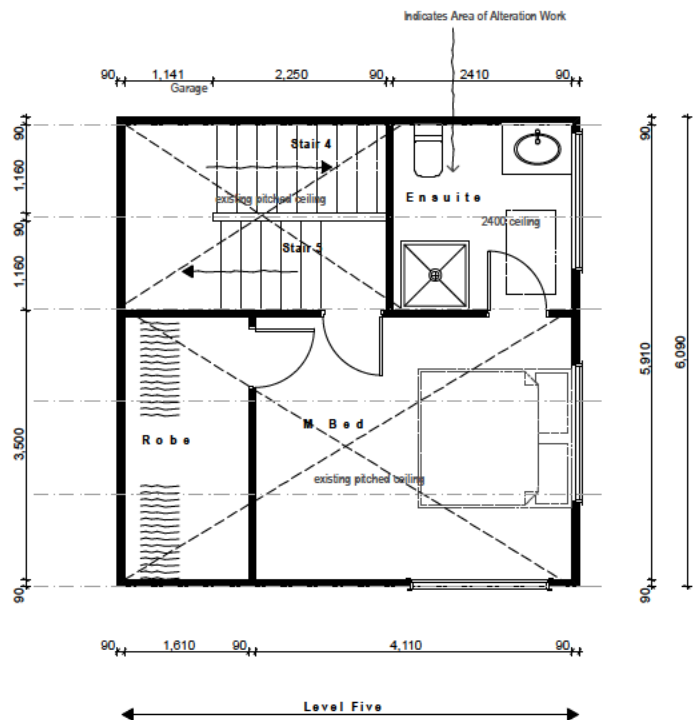 Indicates Area of Alteration Work
90 1,141 2,250 90 2410 90
Garage
90
1,160
90
1,160
3,500
90
Stair 4
existing pitched ceiling
Stair 5
Ensuite
2400 ceiling
Robe
M Bed
existing pitched ceiling
90
5,910
90
6,090
90 1,610 90 4,110 90
Level Five